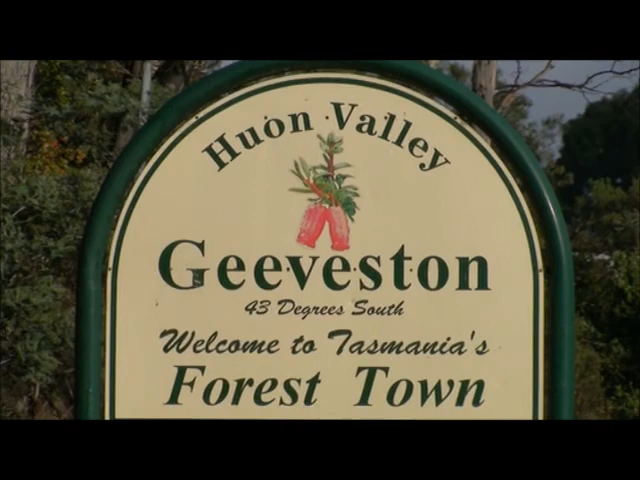 Huon Valley
Geeveston
43 Degrees South
Welcome to Tasmania's
Forest Town